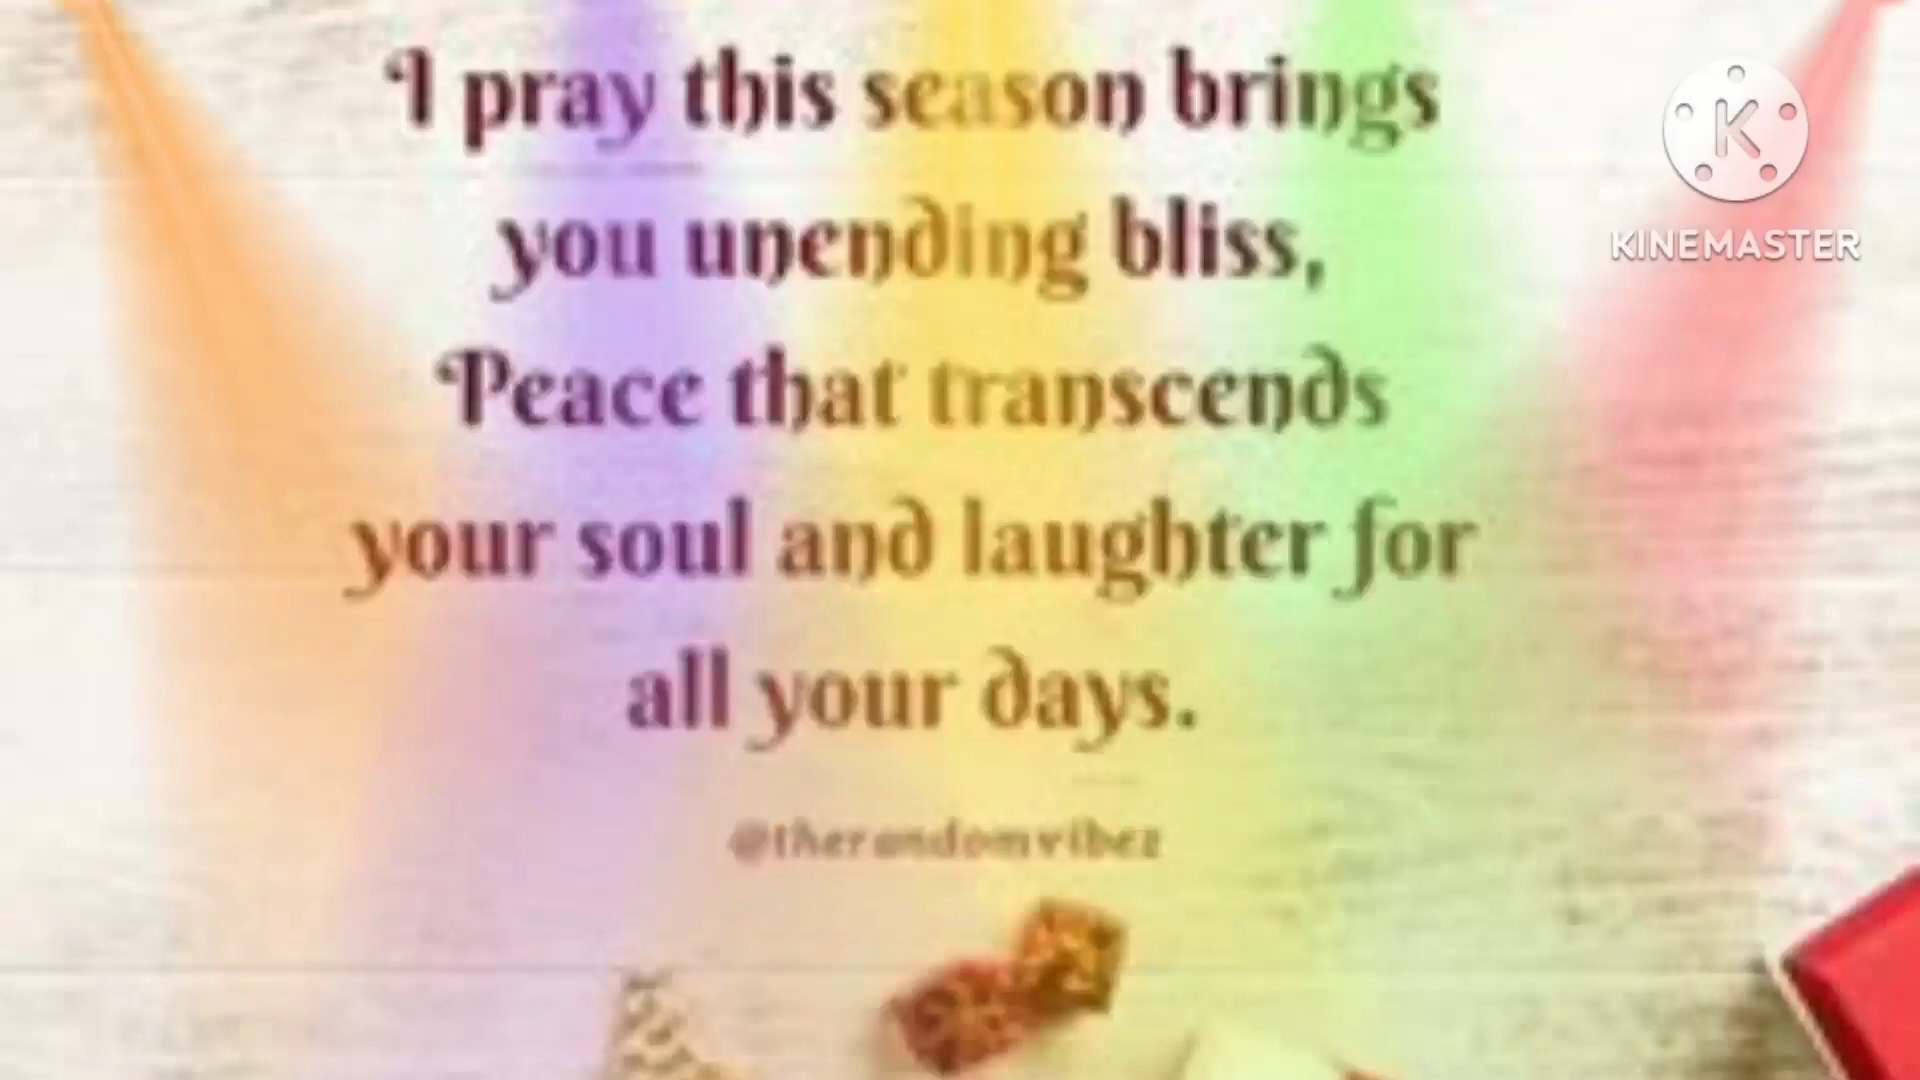 I pray this season brings
you unending bliss,
Peace that transcends
your soul and laughter for
all your days.
@therandomvibez
K
KINEMASTER